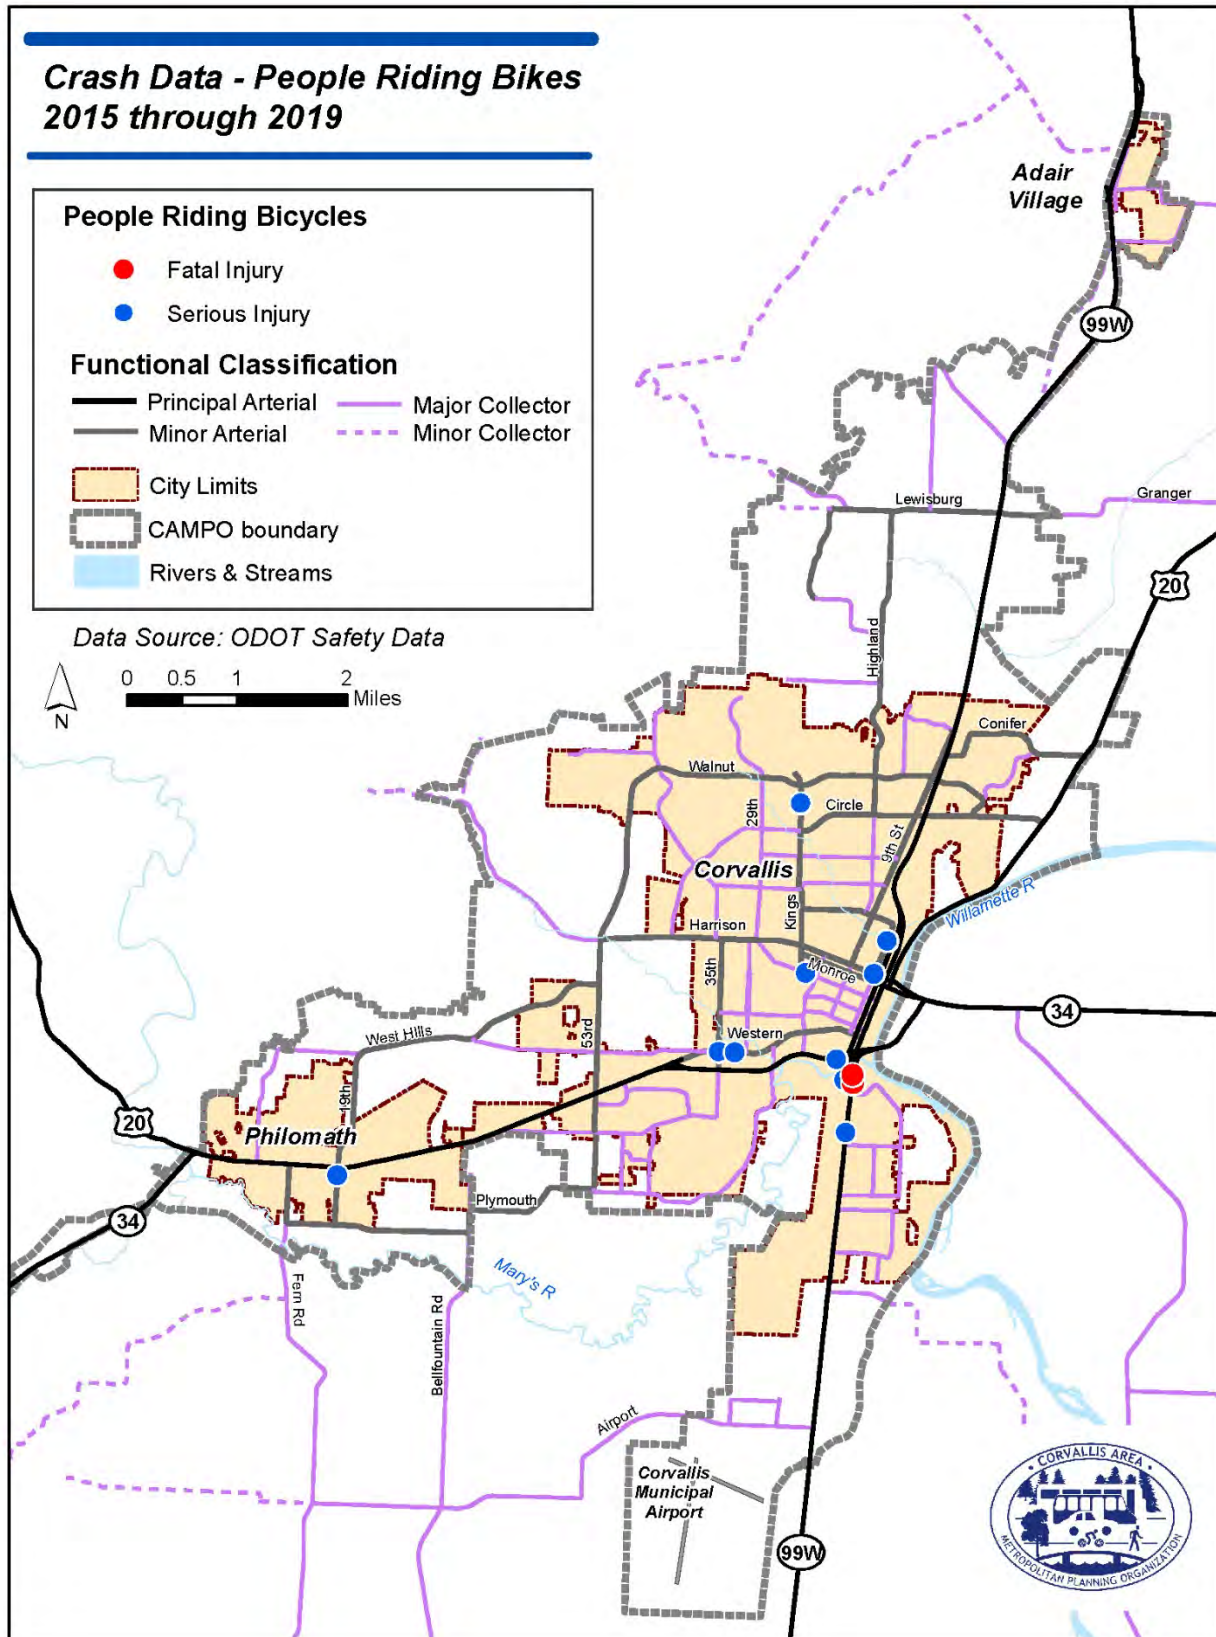 Crash Data - People Riding Bikes
2015 through 2019
People Riding Bicycles
Fatal Injury
Serious Injury
Functional Classification
Principal Arterial
Major Collector
Minor Arterial
Minor Collector
City Limits
CAMPO boundary
Rivers & Streams
Data Source: ODOT Safety Data
0 0.5 1 2
Miles
N
Adair
Village
99W
Lewisburg
Granger
20
Highland
Conifer
Walnut
29th
Circle
9th St
Corvallis
Willamette R
Harrison
Kings
Monroe
35th
34
53rd
Western
West Hills
19th
20
Philomath
Plymouth
34
Mary's R
Fern Rd
Bellfountain Rd
Airport
Corvallis
Municipal
Airport
99W
CORVALLIS AREA
METROPOLITAN PLANNING ORGANIZATION